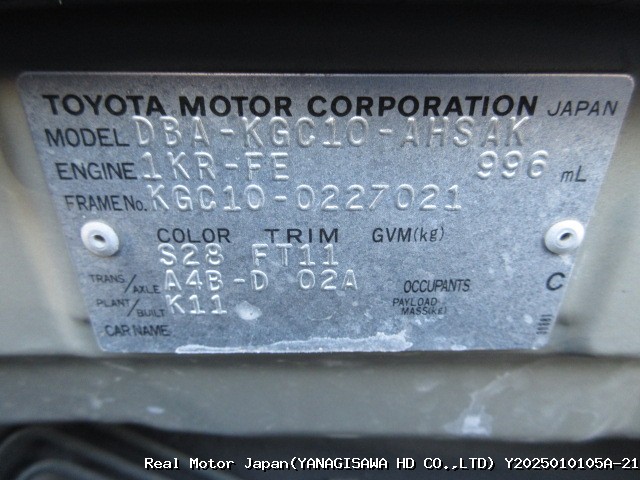 TOYOTA MOTOR CORPORATION JAPAN
MODEL DBA-KGC10-AHSAK
ENGINE 1KR-FE 996 mL
FRAME No. KGC10-0227021
COLOR TRIM GVM(kg)
S28 FT11
TRANS/AXLE A4B-D 02A OCCUPANTS C
PLANT/BUILT K11 PAYLOAD MASS(kg)
CAR NAME
Real Motor Japan(YANAGISAWA HD CO.,LTD) Y2025010105A-21